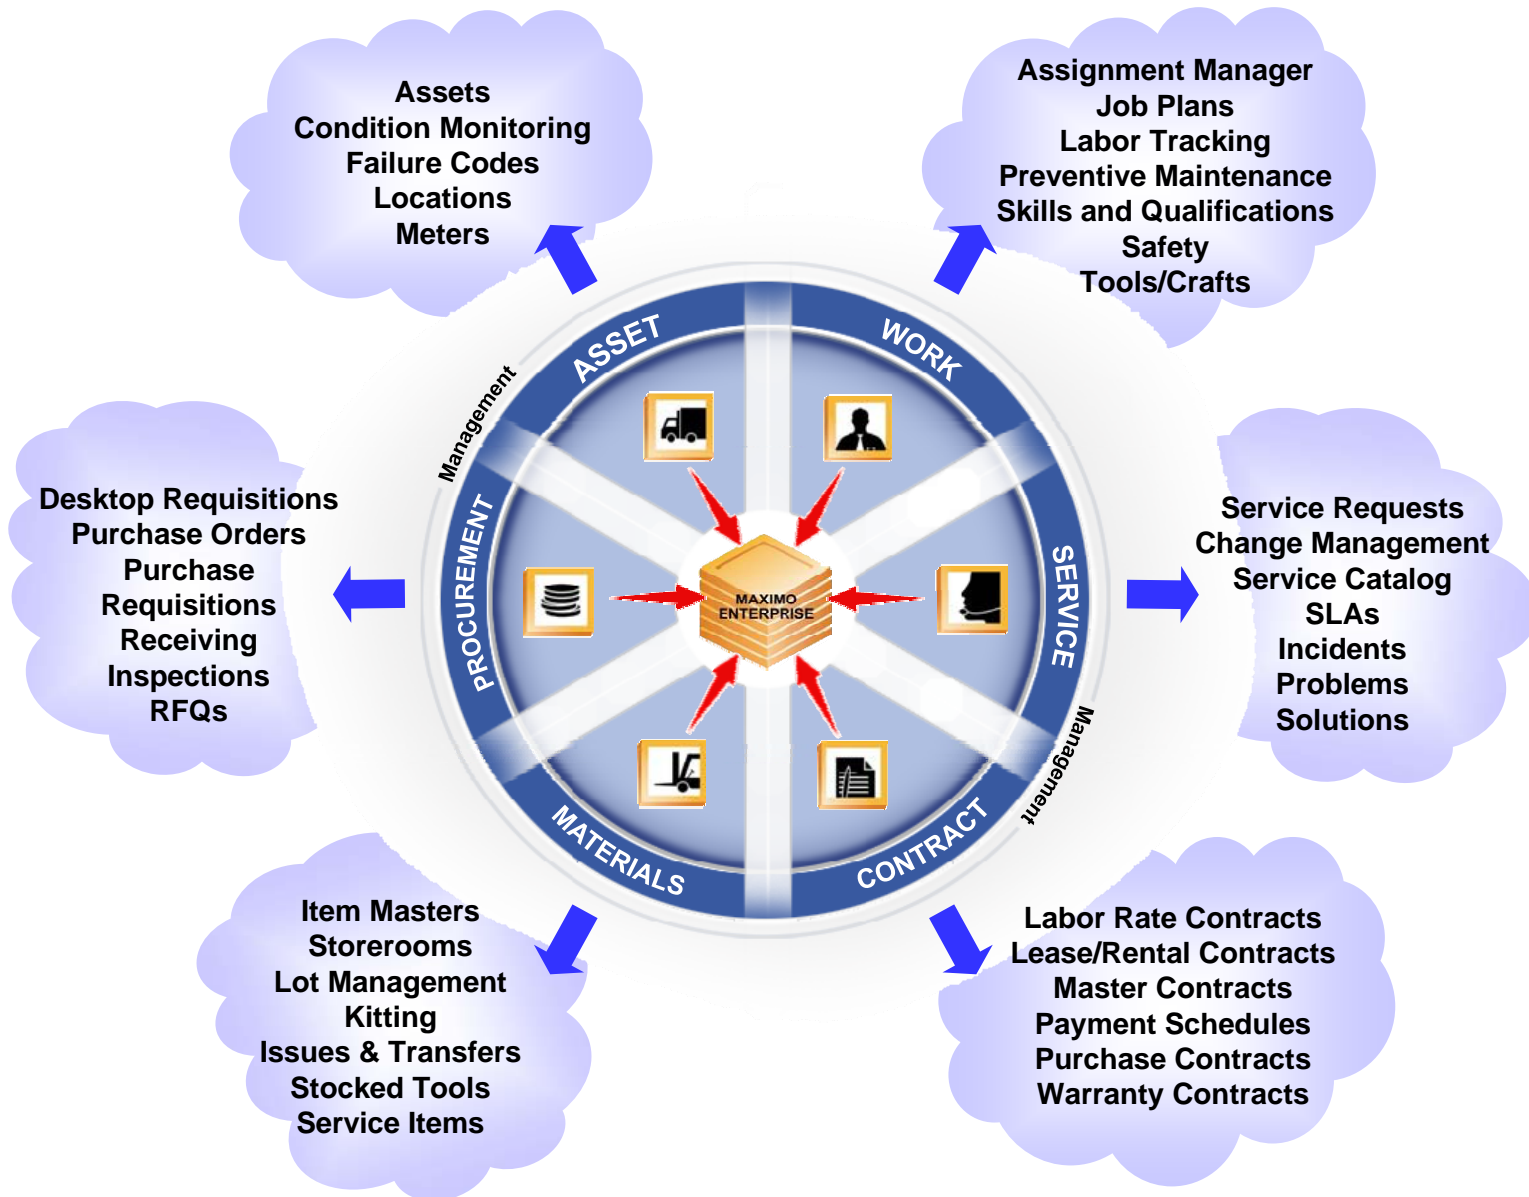 Assets
Condition Monitoring
Failure Codes
Locations
Meters
Assignment Manager
Job Plans
Labor Tracking
Preventive Maintenance
Skills and Qualifications
Safety
Tools/Crafts
ASSET
WORK
Management
PROCUREMENT
SERVICE
MAXIMO
ENTERPRISE
Management
MATERIALS
CONTRACT
Desktop Requisitions
Purchase Orders
Purchase
Requisitions
Receiving
Inspections
RFQs
Service Requests
Change Management
Service Catalog
SLAs
Incidents
Problems
Solutions
Item Masters
Storerooms
Lot Management
Kitting
Issues & Transfers
Stocked Tools
Service Items
Labor Rate Contracts
Lease/Rental Contracts
Master Contracts
Payment Schedules
Purchase Contracts
Warranty Contracts